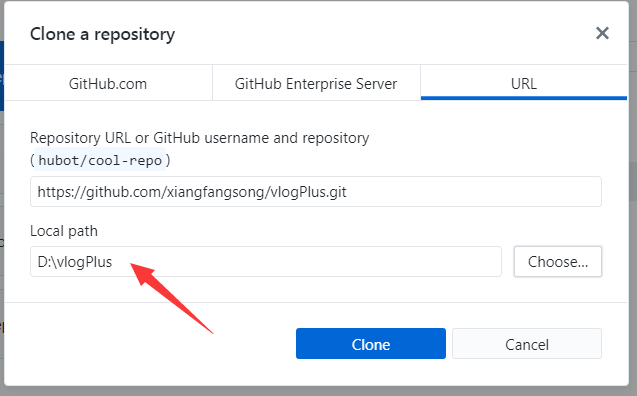 Clone a repository
GitHub.com
GitHub Enterprise Server
URL
Repository URL or GitHub username and repository
(hubot/cool-repo)
https://github.com/xiangfangsong/vlogPlus.git
Local path
D:\vlogPlus
Choose...
Clone
Cancel